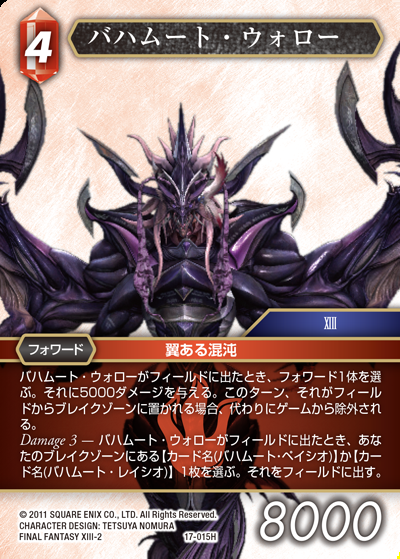 4
バハムート・ウォロー
XIII
フォワード
翼ある混沌
バハムート・ウォローがフィールドに出たとき、フォワード1体を選
ぶ。それに5000ダメージを与える。このターン、それがフィール
ドからブレイクゾーンに置かれる場合、代わりにゲームから除外され
る。
Damage 3 ― バハムート・ウォローがフィールドに出たとき、あな
たのブレイクゾーンにある【カード名(バハムート・ベイシオ)】か【カー
ド名(バハムート・レイシオ)】 1枚を選ぶ。それをフィールドに出す。
© 2011 SQUARE ENIX CO., LTD. All Rights Reserved.
CHARACTER DESIGN: TETSUYA NOMURA
FINAL FANTASY XIII-2
17-015H
8000